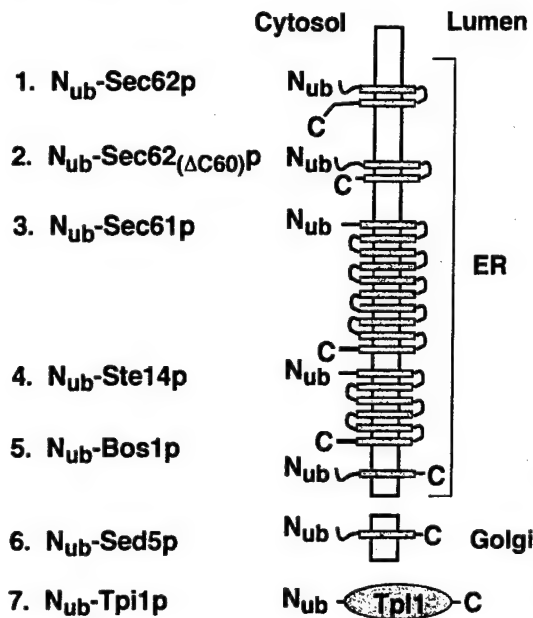 Cytosol Lumen
1. Nub-Sec62p Nub C
2. Nub-Sec62(ΔC60)p Nub C
3. Nub-Sec61p Nub C
ER
4. Nub-Ste14p Nub C
5. Nub-Bos1p Nub C
6. Nub-Sed5p Nub C Golgi
7. Nub-Tpi1p Nub Tpi1 C